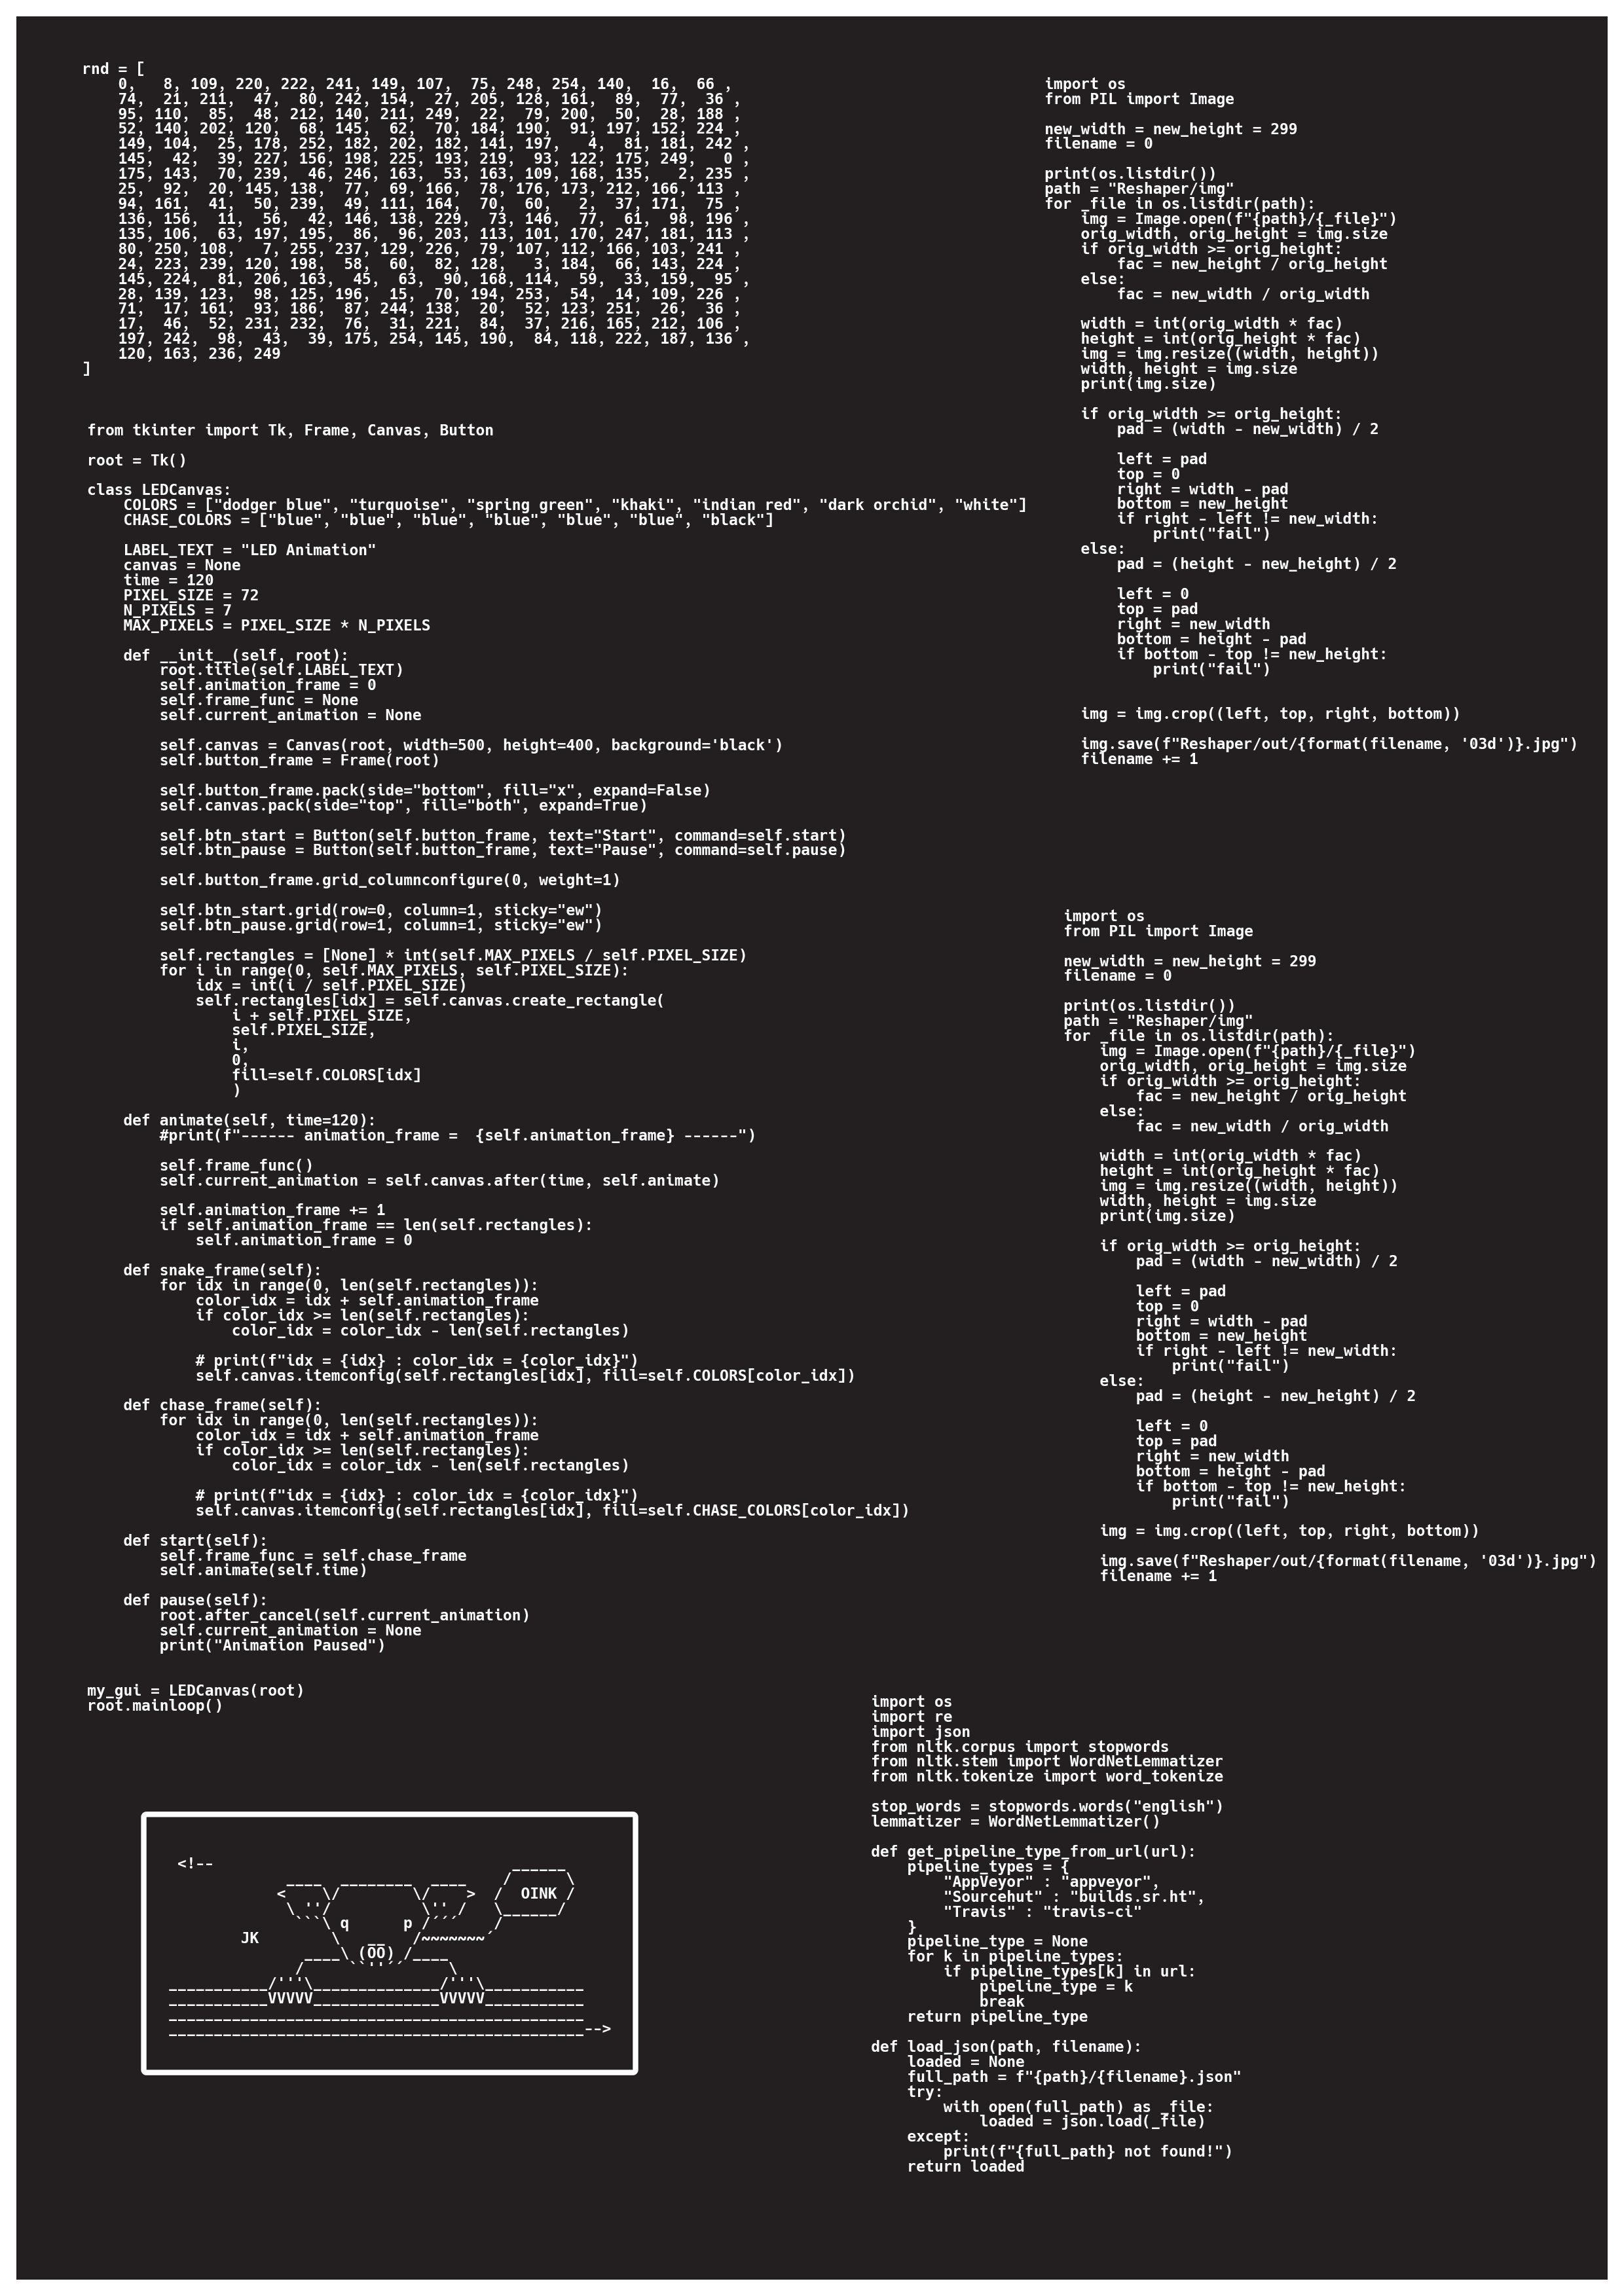 rnd = [
    0,   8, 109, 220, 222, 241, 149, 107,  75, 248, 254, 140,  16,  66 ,
    74,  21, 211,  47,  80, 242, 154,  27, 205, 128, 161,  89,  77,  36 ,
    95, 110,  85,  48, 212, 140, 211, 249,  22,  79, 200,  50,  28, 188 ,
    52, 140, 202, 120,  68, 145,  62,  70, 184, 190,  91, 197, 152, 224 ,
    149, 104,  25, 178, 252, 182, 202, 182, 141, 197,   4,  81, 181, 242 ,
    145,  42,  39, 227, 156, 198, 225, 193, 219,  93, 122, 175, 249,   0 ,
    175, 143,  70, 239,  46, 246, 163,  53, 163, 109, 168, 135,   2, 235 ,
    25,  92,  20, 145, 138,  77,  69, 166,  78, 176, 173, 212, 166, 113 ,
    94, 161,  41,  50, 239,  49, 111, 164,  70,  60,   2,  37, 171,  75 ,
    136, 156,  11,  56,  42, 146, 138, 229,  73, 146,  77,  61,  98, 196 ,
    135, 106,  63, 197, 195,  86,  96, 203, 113, 101, 170, 247, 181, 113 ,
    80, 250, 108,   7, 255, 237, 129, 226,  79, 107, 112, 166, 103, 241 ,
    24, 223, 239, 120, 198,  58,  60,  82, 128,   3, 184,  66, 143, 224 ,
    145, 224,  81, 206, 163,  45,  63,  90, 168, 114,  59,  33, 159,  95 ,
    28, 139, 123,  98, 125, 196,  15,  70, 194, 253,  54,  14, 109, 226 ,
    71,  17, 161,  93, 186,  87, 244, 138,  20,  52, 123, 251,  26,  36 ,
    17,  46,  52, 231, 232,  76,  31, 221,  84,  37, 216, 165, 212, 106 ,
    197, 242,  98,  43,  39, 175, 254, 145, 190,  84, 118, 222, 187, 136 ,
    120, 163, 236, 249
]
from tkinter import Tk, Frame, Canvas, Button
root = Tk()
class LEDCanvas:
    COLORS = ["dodger blue", "turquoise", "spring green", "khaki", "indian red", "dark orchid", "white"]
    CHASE_COLORS = ["blue", "blue", "blue", "blue", "blue", "blue", "black"]
    LABEL_TEXT = "LED Animation"
    canvas = None
    time = 120
    PIXEL_SIZE = 72
    N_PIXELS = 7
    MAX_PIXELS = PIXEL_SIZE * N_PIXELS
    def __init__(self, root):
        root.title(self.LABEL_TEXT)
        self.animation_frame = 0
        self.frame_func = None
        self.current_animation = None
        self.canvas = Canvas(root, width=500, height=400, background='black')
        self.button_frame = Frame(root)
        self.button_frame.pack(side="bottom", fill="x", expand=False)
        self.canvas.pack(side="top", fill="both", expand=True)
        self.btn_start = Button(self.button_frame, text="Start", command=self.start)
        self.btn_pause = Button(self.button_frame, text="Pause", command=self.pause)
        self.button_frame.grid_columnconfigure(0, weight=1)
        self.btn_start.grid(row=0, column=1, sticky="ew")
        self.btn_pause.grid(row=1, column=1, sticky="ew")
        self.rectangles = [None] * int(self.MAX_PIXELS / self.PIXEL_SIZE)
        for i in range(0, self.MAX_PIXELS, self.PIXEL_SIZE):
            idx = int(i / self.PIXEL_SIZE)
            self.rectangles[idx] = self.canvas.create_rectangle(
                i + self.PIXEL_SIZE,
                self.PIXEL_SIZE,
                i,
                0,
                fill=self.COLORS[idx]
                )
    def animate(self, time=120):
        #print(f"------ animation_frame =  {self.animation_frame} ------")
        self.frame_func()
        self.current_animation = self.canvas.after(time, self.animate)
        self.animation_frame += 1
        if self.animation_frame == len(self.rectangles):
            self.animation_frame = 0
    def snake_frame(self):
        for idx in range(0, len(self.rectangles)):
            color_idx = idx + self.animation_frame
            if color_idx >= len(self.rectangles):
                color_idx = color_idx - len(self.rectangles)
            # print(f"idx = {idx} : color_idx = {color_idx}")
            self.canvas.itemconfig(self.rectangles[idx], fill=self.COLORS[color_idx])
    def chase_frame(self):
        for idx in range(0, len(self.rectangles)):
            color_idx = idx + self.animation_frame
            if color_idx >= len(self.rectangles):
                color_idx = color_idx - len(self.rectangles)
            # print(f"idx = {idx} : color_idx = {color_idx}")
            self.canvas.itemconfig(self.rectangles[idx], fill=self.CHASE_COLORS[color_idx])
    def start(self):
        self.frame_func = self.chase_frame
        self.animate(self.time)
    def pause(self):
        root.after_cancel(self.current_animation)
        self.current_animation = None
        print("Animation Paused")
my_gui = LEDCanvas(root)
root.mainloop()
 <!--                                 ______
             ____  ________  ____    /      \
            <    \/        \/    >  /  OINK /
             \ ''/          \'' /   \______/
              ```\ q      p /´´´    /
        JK        \   __   /~~~~~~~´
               ____\ (OO) /____
              /     ``''´´     \
___________/'''\______________/'''\___________
___________VVVVV______________VVVVV___________
______________________________________________
______________________________________________-->
import os
from PIL import Image
new_width = new_height = 299
filename = 0
print(os.listdir())
path = "Reshaper/img"
for _file in os.listdir(path):
    img = Image.open(f"{path}/{_file}")
    orig_width, orig_height = img.size
    if orig_width >= orig_height:
        fac = new_height / orig_height
    else:
        fac = new_width / orig_width
    width = int(orig_width * fac)
    height = int(orig_height * fac)
    img = img.resize((width, height))
    width, height = img.size
    print(img.size)
    if orig_width >= orig_height:
        pad = (width - new_width) / 2
        left = pad
        top = 0
        right = width - pad
        bottom = new_height
        if right - left != new_width:
            print("fail")
    else:
        pad = (height - new_height) / 2
        left = 0
        top = pad
        right = new_width
        bottom = height - pad
        if bottom - top != new_height:
            print("fail")
    img = img.crop((left, top, right, bottom))
    img.save(f"Reshaper/out/{format(filename, '03d')}.jpg")
    filename += 1
import os
from PIL import Image
new_width = new_height = 299
filename = 0
print(os.listdir())
path = "Reshaper/img"
for _file in os.listdir(path):
    img = Image.open(f"{path}/{_file}")
    orig_width, orig_height = img.size
    if orig_width >= orig_height:
        fac = new_height / orig_height
    else:
        fac = new_width / orig_width
    width = int(orig_width * fac)
    height = int(orig_height * fac)
    img = img.resize((width, height))
    width, height = img.size
    print(img.size)
    if orig_width >= orig_height:
        pad = (width - new_width) / 2
        left = pad
        top = 0
        right = width - pad
        bottom = new_height
        if right - left != new_width:
            print("fail")
    else:
        pad = (height - new_height) / 2
        left = 0
        top = pad
        right = new_width
        bottom = height - pad
        if bottom - top != new_height:
            print("fail")
    img = img.crop((left, top, right, bottom))
    img.save(f"Reshaper/out/{format(filename, '03d')}.jpg")
    filename += 1
import os
import re
import json
from nltk.corpus import stopwords
from nltk.stem import WordNetLemmatizer
from nltk.tokenize import word_tokenize
stop_words = stopwords.words("english")
lemmatizer = WordNetLemmatizer()
def get_pipeline_type_from_url(url):
    pipeline_types = {
        "AppVeyor" : "appveyor",
        "Sourcehut" : "builds.sr.ht",
        "Travis" : "travis-ci"
    }
    pipeline_type = None
    for k in pipeline_types:
        if pipeline_types[k] in url:
            pipeline_type = k
            break
    return pipeline_type
def load_json(path, filename):
    loaded = None
    full_path = f"{path}/{filename}.json"
    try:
        with open(full_path) as _file:
            loaded = json.load(_file)
    except:
        print(f"{full_path} not found!")
    return loaded